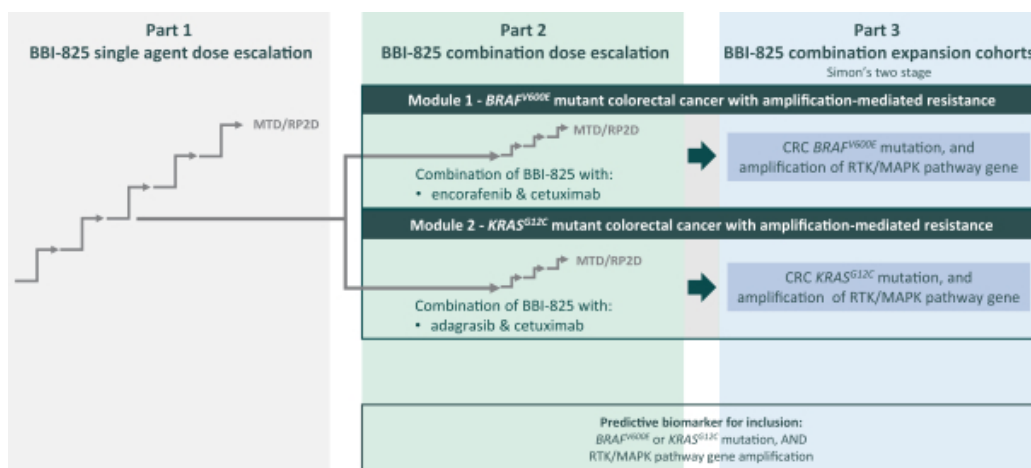 Part 1
BBI-825 single agent dose escalation
MTD/RP2D
Part 2
BBI-825 combination dose escalation
Part 3
BBI-825 combination expansion cohorts
Simon's two stage
Module 1 - BRAFV600E mutant colorectal cancer with amplification-mediated resistance
MTD/RP2D
Combination of BBI-825 with:
• encorafenib & cetuximab
CRC BRAFV600E mutation, and
amplification of RTK/MAPK pathway gene
Module 2 - KRASG12C mutant colorectal cancer with amplification-mediated resistance
MTD/RP2D
Combination of BBI-825 with:
• adagrasib & cetuximab
CRC KRASG12C mutation, and
amplification of RTK/MAPK pathway gene
Predictive biomarker for inclusion:
BRAFV600E or KRASG12C mutation, AND
RTK/MAPK pathway gene amplification